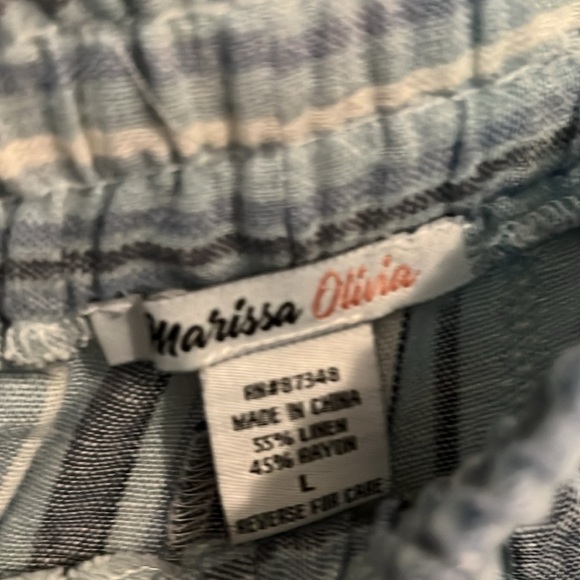 Marissa Olivia
RN#87348
MADE IN CHINA
55% LINEN
45% RAYON
L
REVERSE FOR CARE